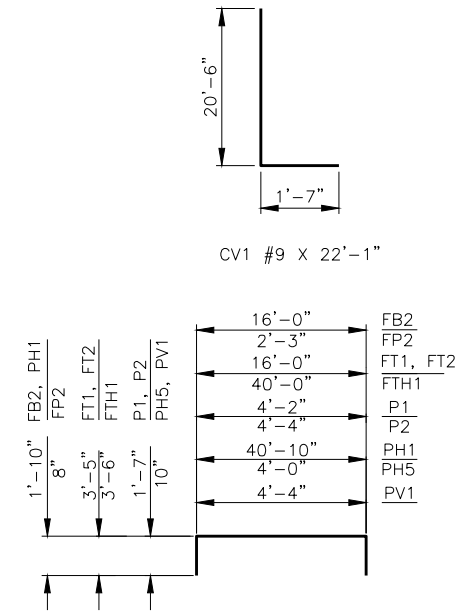 20'-6"
1'-7"
CV1 #9 X 22'-1"
16'-0" FB2
2'-3" FP2
16'-0" FT1, FT2
40'-0" FTH1
4'-2" P1
4'-4" P2
40'-10" PH1
4'-0" PH5
4'-4" PV1
1'-10" FB2, PH1
8" FP2
3'-5" FT1, FT2
3'-6" FTH1
1'-7" P1, P2
10" PH5, PV1